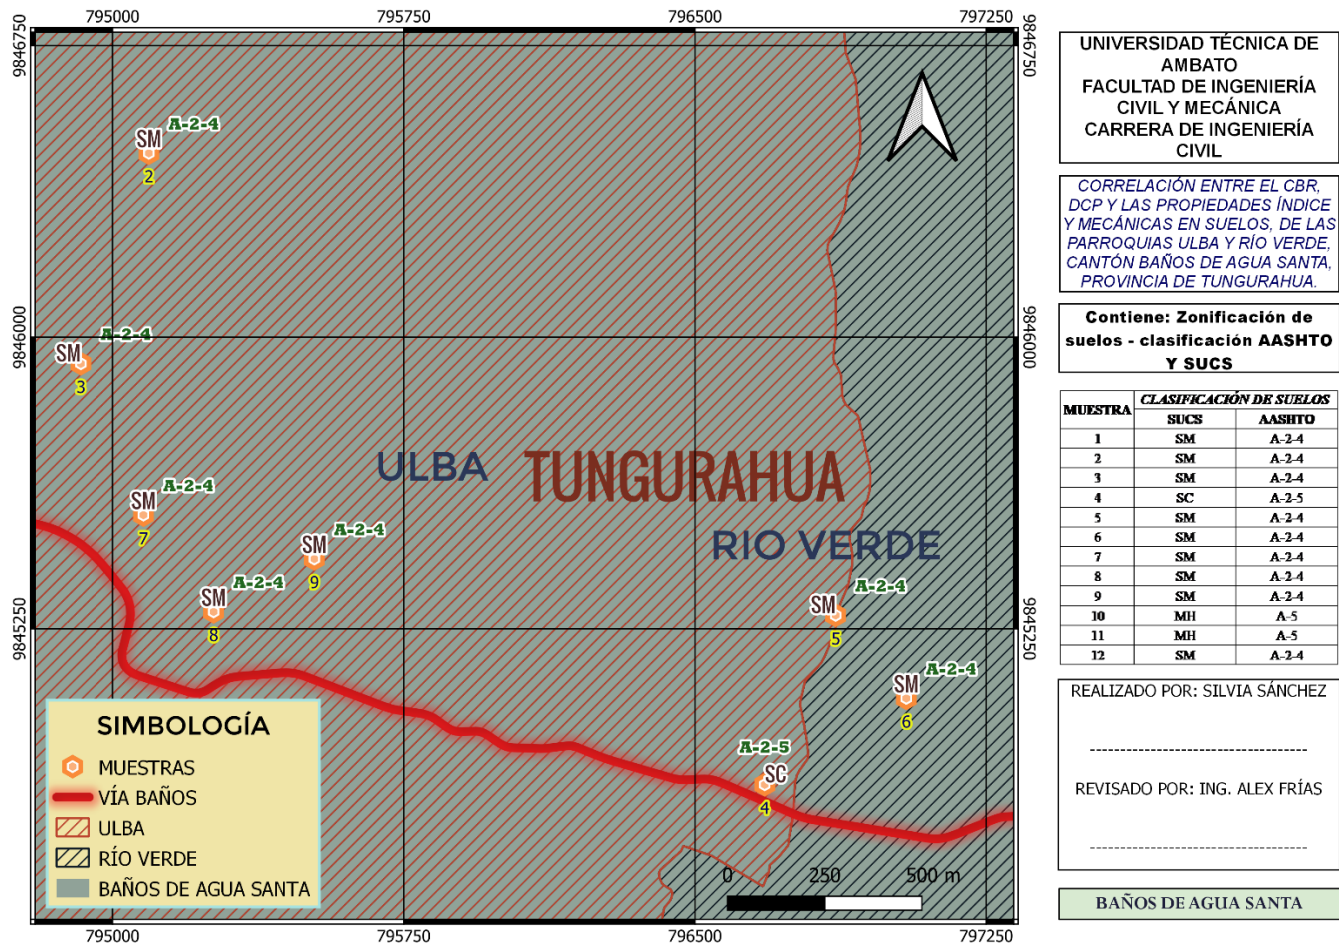 795000
795750
796500
797250
9846750
9846750
A-2-4
SM
2
A-2-4
SM
3
9846000
9846000
ULBA
TUNGURAHUA
RIO VERDE
A-2-4
SM
7
A-2-4
SM
9
A-2-4
SM
8
A-2-4
SM
5
9845250
9845250
A-2-4
SM
6
A-2-5
SC
4
SIMBOLOGÍA
MUESTRAS
VÍA BAÑOS
ULBA
RÍO VERDE
BAÑOS DE AGUA SANTA
0 250 500 m
795000
795750
796500
797250
UNIVERSIDAD TÉCNICA DE
AMBATO
FACULTAD DE INGENIERÍA
CIVIL Y MECÁNICA
CARRERA DE INGENIERÍA
CIVIL
CORRELACIÓN ENTRE EL CBR,
DCP Y LAS PROPIEDADES ÍNDICE
Y MECÁNICAS EN SUELOS, DE LAS
PARROQUIAS ULBA Y RÍO VERDE,
CANTÓN BAÑOS DE AGUA SANTA,
PROVINCIA DE TUNGURAHUA.
Contiene: Zonificación de
suelos - clasificación AASHTO
Y SUCS
MUESTRA CLASIFICACIÓN DE SUELOS
SUCS AASHTO
1 SM A-2-4
2 SM A-2-4
3 SM A-2-4
4 SC A-2-5
5 SM A-2-4
6 SM A-2-4
7 SM A-2-4
8 SM A-2-4
9 SM A-2-4
10 MH A-5
11 MH A-5
12 SM A-2-4
REALIZADO POR: SILVIA SÁNCHEZ
------------------------------------
REVISADO POR: ING. ALEX FRÍAS
------------------------------------
BAÑOS DE AGUA SANTA